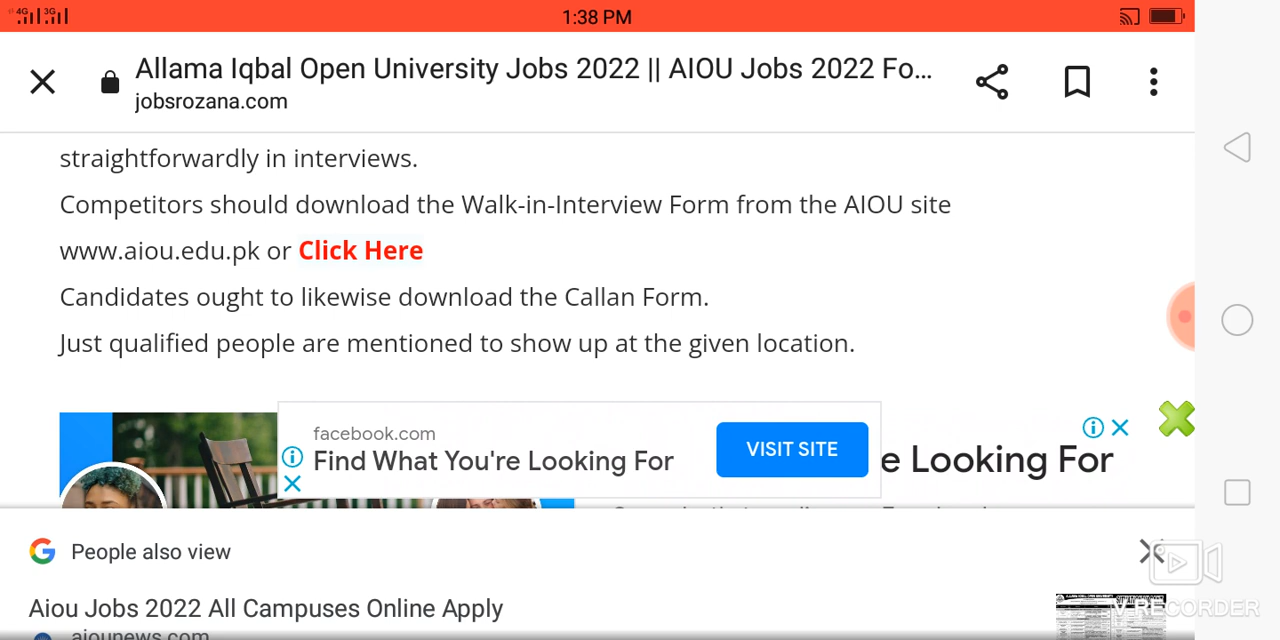 4G 3G 1:38 PM
Allama Iqbal Open University Jobs 2022 || AIOU Jobs 2022 Fo...
jobsrozana.com
straightforwardly in interviews.
Competitors should download the Walk-in-Interview Form from the AIOU site
www.aiou.edu.pk or Click Here
Candidates ought to likewise download the Callan Form.
Just qualified people are mentioned to show up at the given location.
facebook.com
Find What You're Looking For
VISIT SITE
e Looking For
People also view
Aiou Jobs 2022 All Campuses Online Apply
aiounews.com
V-RECORDER